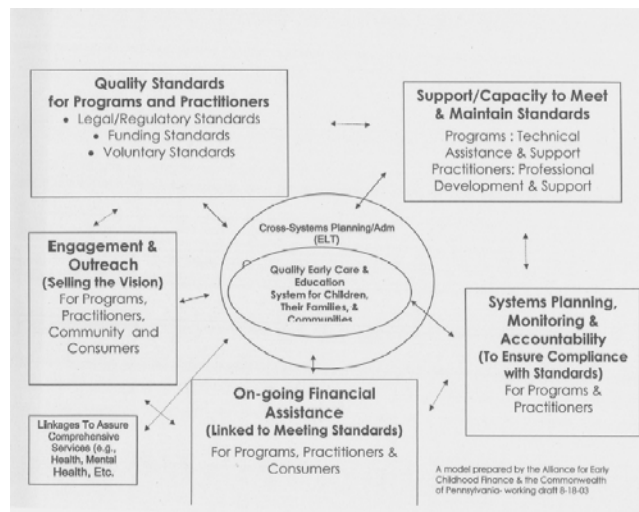 Quality Standards
for Programs and Practitioners
• Legal/Regulatory Standards
• Funding Standards
• Voluntary Standards
Support/Capacity to Meet
& Maintain Standards
Programs : Technical
Assistance & Support
Practitioners: Professional
Development & Support
Cross-Systems Planning/Adm
(ELT)
Quality Early Care &
Education
System for Children,
Their Families, &
Communities
Engagement &
Outreach
(Selling the Vision)
For Programs,
Practitioners,
Community and
Consumers
Systems Planning,
Monitoring &
Accountability
(To Ensure Compliance
with Standards)
For Programs &
Practitioners
On-going Financial
Assistance
(Linked to Meeting Standards)
For Programs, Practitioners &
Consumers
Linkages To Assure
Comprehensive
Services (e.g.,
Health, Mental
Health, Etc.
A model prepared by the Alliance for Early
Childhood Finance & the Commonwealth
of Pennsylvania- working draft 8-18-03